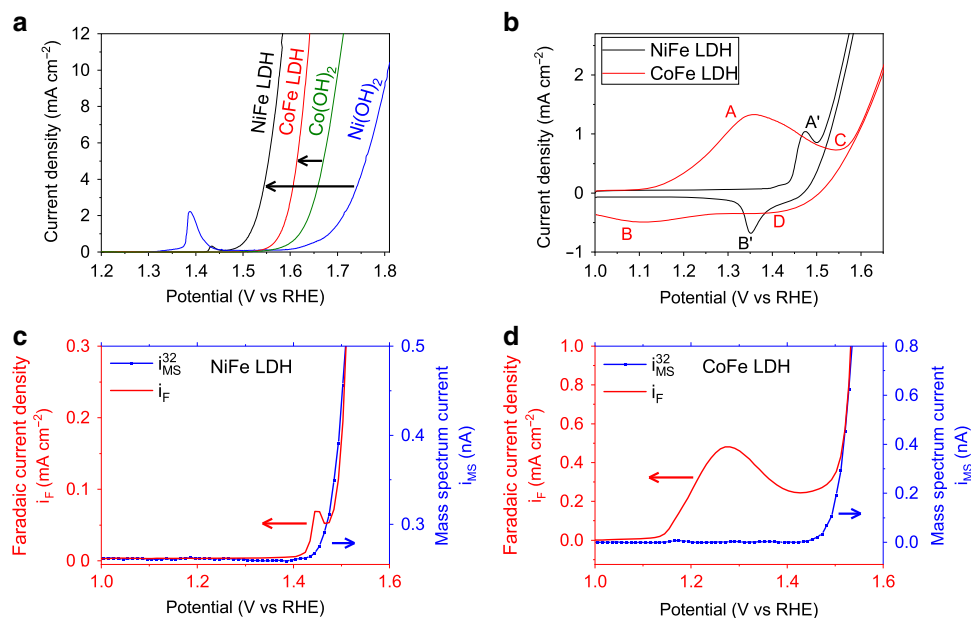 a
12
10
8
6
4
2
0
1.2
1.3
1.4
1.5
1.6
1.7
1.8
Current density (mA cm⁻²)
Potential (V vs RHE)
NiFe LDH
CoFe LDH
Co(OH)₂
Ni(OH)₂
b
NiFe LDH
CoFe LDH
2
1
0
−1
1.0
1.1
1.2
1.3
1.4
1.5
1.6
Current density (mA cm⁻²)
Potential (V vs RHE)
A
A'
C
B
B'
D
c
i³²MS
iF
NiFe LDH
0.3
0.2
0.1
0.0
0.5
0.4
0.3
1.0
1.2
1.4
1.6
Faradaic current density
iF (mA cm⁻²)
Mass spectrum current
iMS (nA)
Potential (V vs RHE)
d
i³²MS
iF
CoFe LDH
1.0
0.8
0.6
0.4
0.2
0.0
0.8
0.6
0.4
0.2
0.0
1.0
1.2
1.4
1.6
Faradaic current density
iF (mA cm⁻²)
Mass spectrum current
iMS (nA)
Potential (V vs RHE)